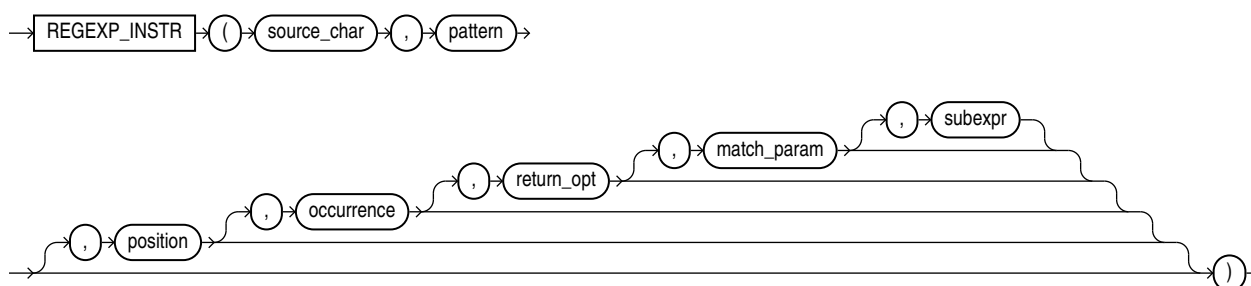 REGEXP_INSTR ( source_char , pattern
, subexpr
, match_param
, return_opt
, occurrence
, position
)